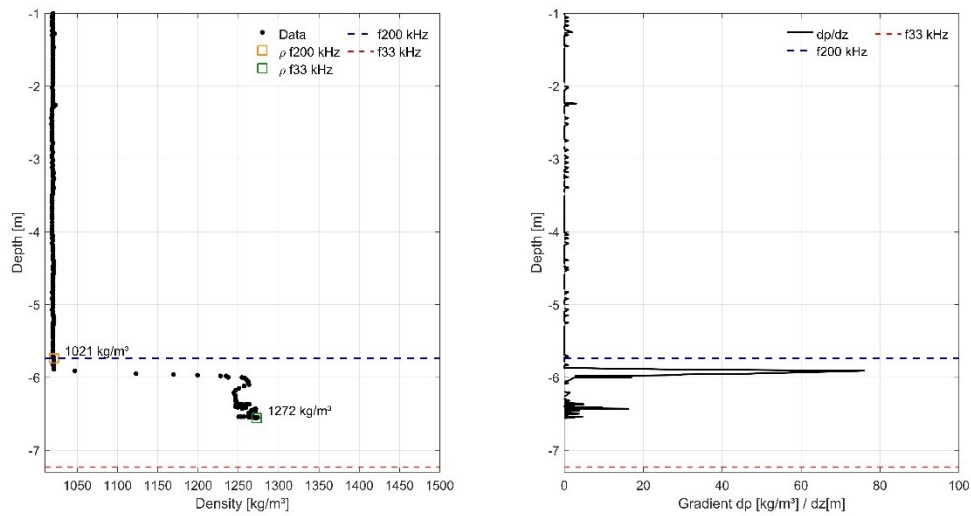 Data
ρ f200 kHz
ρ f33 kHz
f200 kHz
f33 kHz
-1
-2
-3
-4
-5
-6
-7
Depth [m]
1021 kg/m³
1272 kg/m³
1050 1100 1150 1200 1250 1300 1350 1400 1450 1500
Density [kg/m³]
dp/dz
f200 kHz
f33 kHz
-1
-2
-3
-4
-5
-6
-7
Depth [m]
0 20 40 60 80 100
Gradient dp [kg/m³] / dz[m]